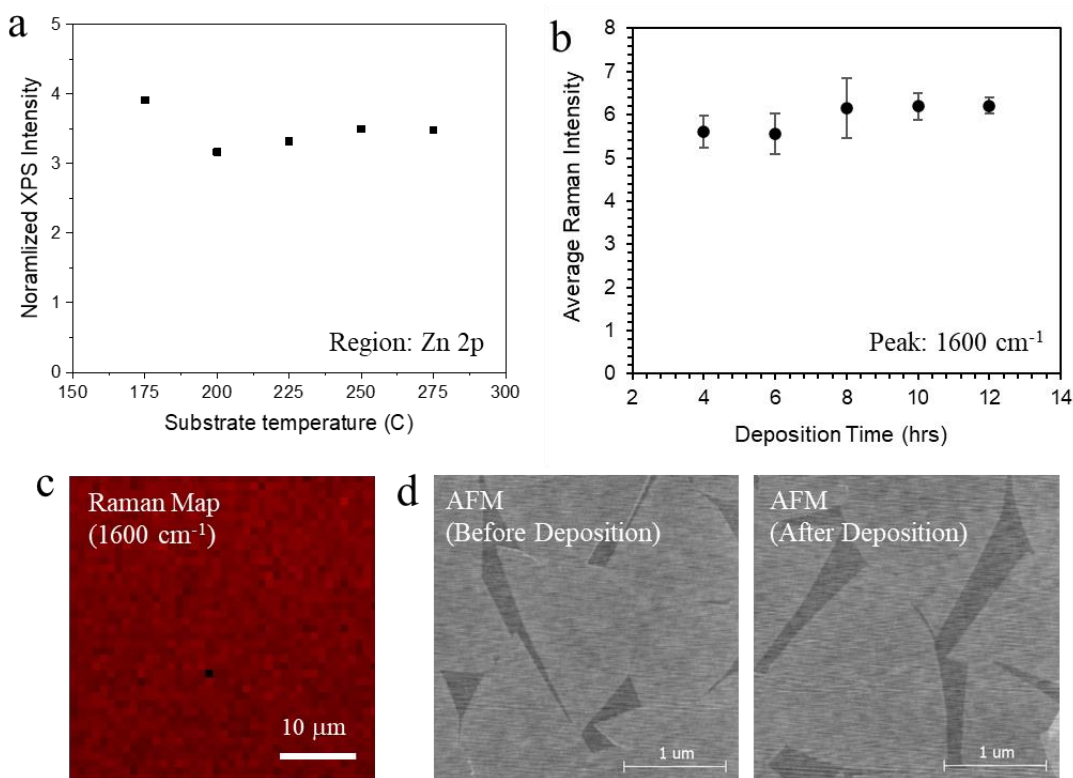 a
5
4
3
2
1
0
Noramlized XPS Intensity
150 175 200 225 250 275 300
Substrate temperature (C)
Region: Zn 2p
b
8
7
6
5
4
3
2
1
0
Average Raman Intensity
2 4 6 8 10 12 14
Deposition Time (hrs)
Peak: 1600 cm⁻¹
c
Raman Map
(1600 cm⁻¹)
10 µm
d
AFM
(Before Deposition)
1 um
AFM
(After Deposition)
1 um